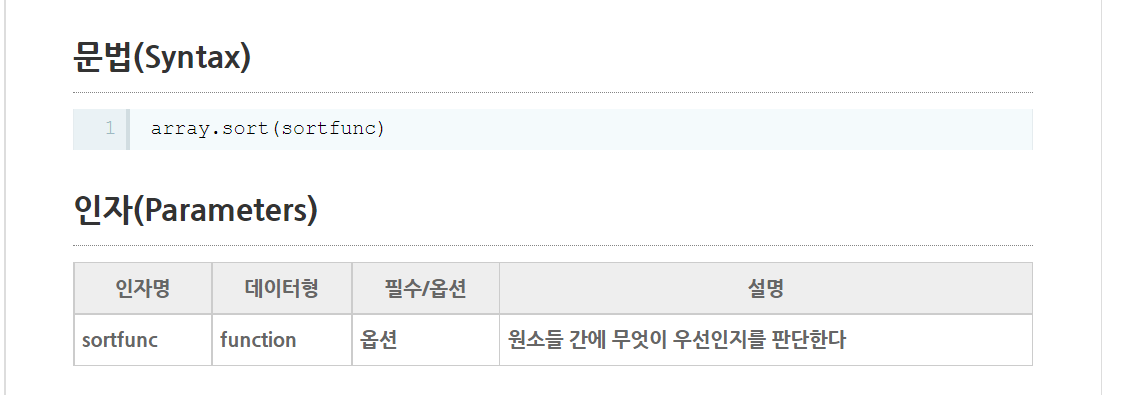 문법(Syntax)
1 array.sort(sortfunc)
인자(Parameters)
인자명 데이터형 필수/옵션 설명
sortfunc function 옵션 원소들 간에 무엇이 우선인지를 판단한다